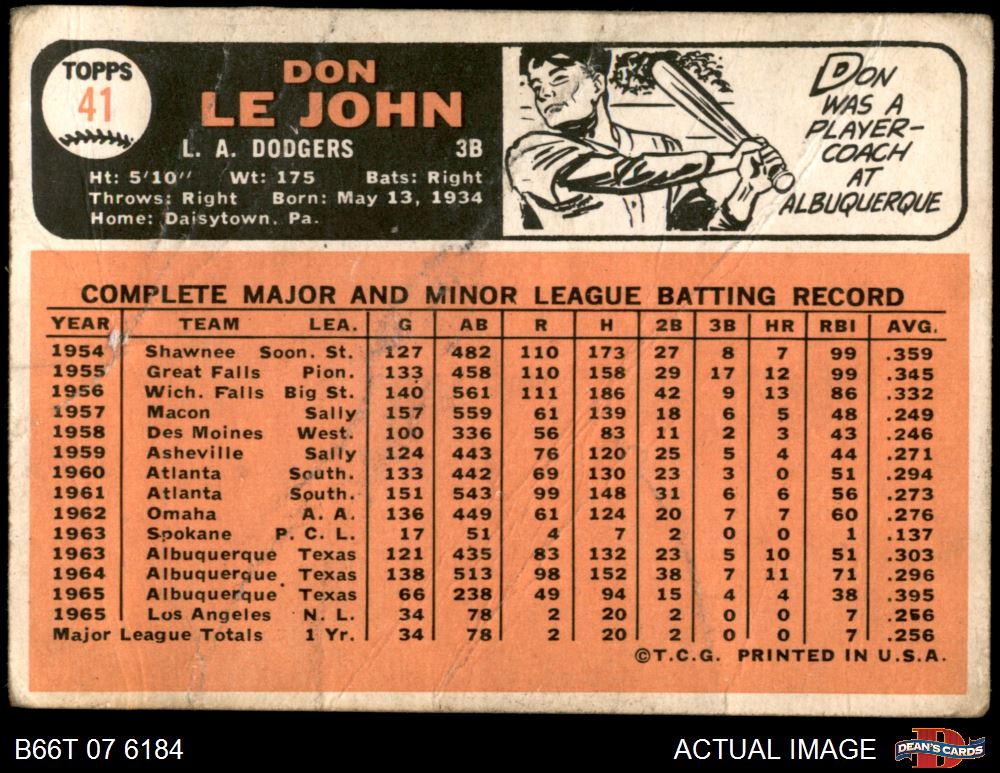 TOPPS
41
DON
LE JOHN
L. A. DODGERS 3B
Ht: 5'10" Wt: 175 Bats: Right
Throws: Right Born: May 13, 1934
Home: Daisytown, Pa.
DON
WAS A
PLAYER-
COACH
AT
ALBUQUERQUE
COMPLETE MAJOR AND MINOR LEAGUE BATTING RECORD
YEAR TEAM LEA. G AB R H 2B 3B HR RBI AVG.
1954 Shawnee Soon. St. 127 482 110 173 27 8 7 99 .359
1955 Great Falls Pion. 133 458 110 158 29 17 12 99 .345
1956 Wich. Falls Big St. 140 561 111 186 42 9 13 86 .332
1957 Macon Sally 157 559 61 139 18 6 5 48 .249
1958 Des Moines West. 100 336 56 83 11 2 3 43 .246
1959 Asheville Sally 124 443 76 120 25 5 4 44 .271
1960 Atlanta South. 133 442 69 130 23 3 0 51 .294
1961 Atlanta South. 151 543 99 148 31 6 6 56 .273
1962 Omaha A. A. 136 449 61 124 20 7 7 60 .276
1963 Spokane P. C. L. 17 51 4 7 2 0 0 1 .137
1963 Albuquerque Texas 121 435 83 132 23 5 10 51 .303
1964 Albuquerque Texas 138 513 98 152 38 7 11 71 .296
1965 Albuquerque Texas 66 238 49 94 15 4 4 38 .395
1965 Los Angeles N. L. 34 78 2 20 2 0 0 7 .256
Major League Totals 1 Yr. 34 78 2 20 2 0 0 7 .256
©T.C.G. PRINTED IN U.S.A.
B66T 07 6184 ACTUAL IMAGE
D
DEAN'S CARDS